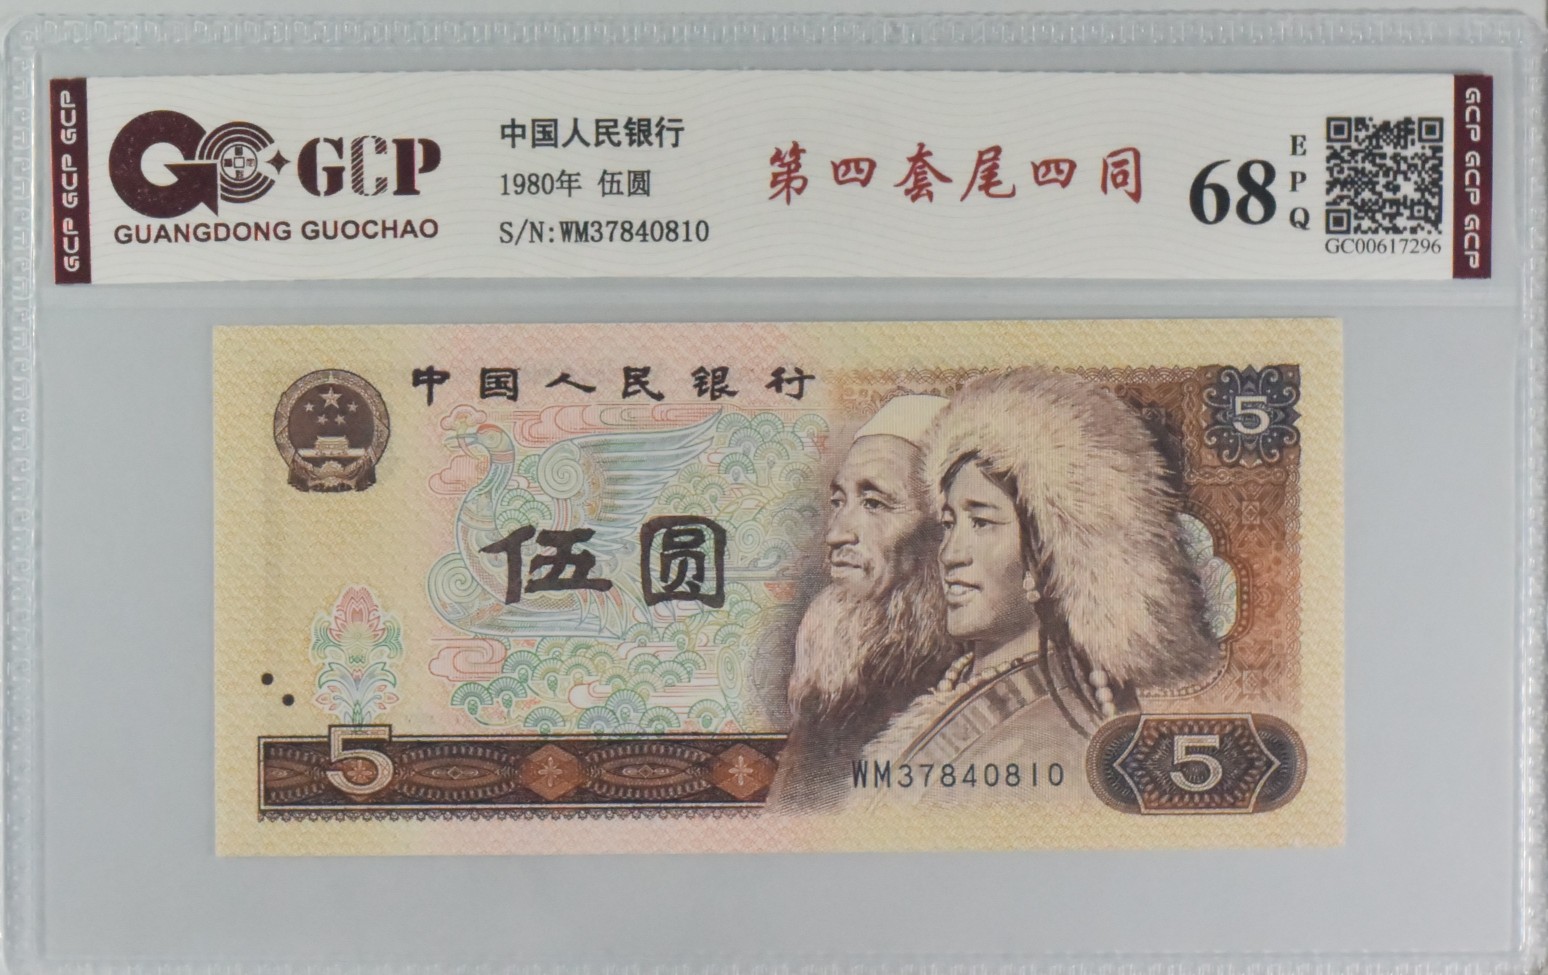 GCP GCP GCP
GC GCP
GUANGDONG GUOCHAO
中国人民银行
1980年 伍圆
S/N:WM37840810
第四套尾四同
68
E
P
Q
GC00617296
GCP GCP GCP
中国人民银行
5
伍圆
5
WM37840810
5